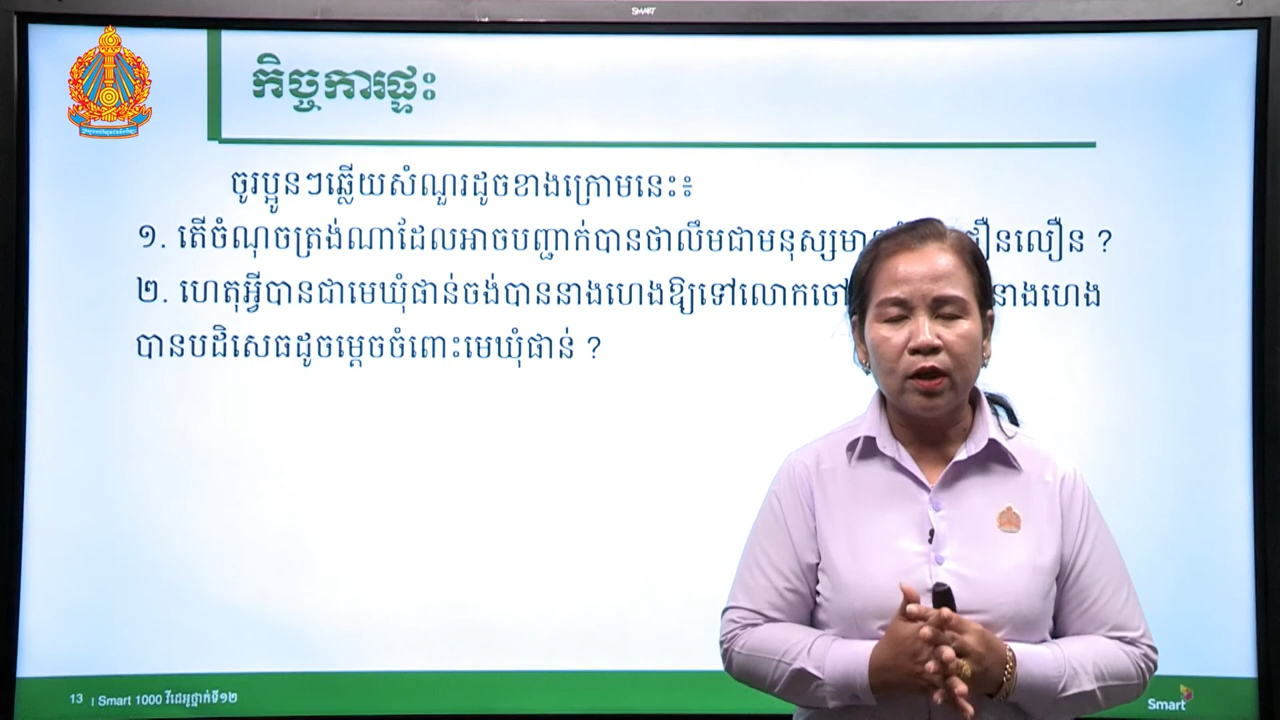 SMART
កិច្ចការផ្ទះ
ចូរប្អូនៗឆ្លើយសំណួរដូចខាងក្រោមនេះ៖
១. តើចំណុចត្រង់ណាដែលអាចបញ្ជាក់បានថាលឹមជាមនុស្សមាន ជឿនលឿន ?
២. ហេតុអ្វីបានជាមេឃុំផាន់ចង់បាននាងហេងឱ្យទៅលោកចៅ នាងហេង
បានបដិសេធដូចម្ដេចចំពោះមេឃុំផាន់ ?
13 | Smart 1000 វីដេអូថ្នាក់ទី១២
Smart